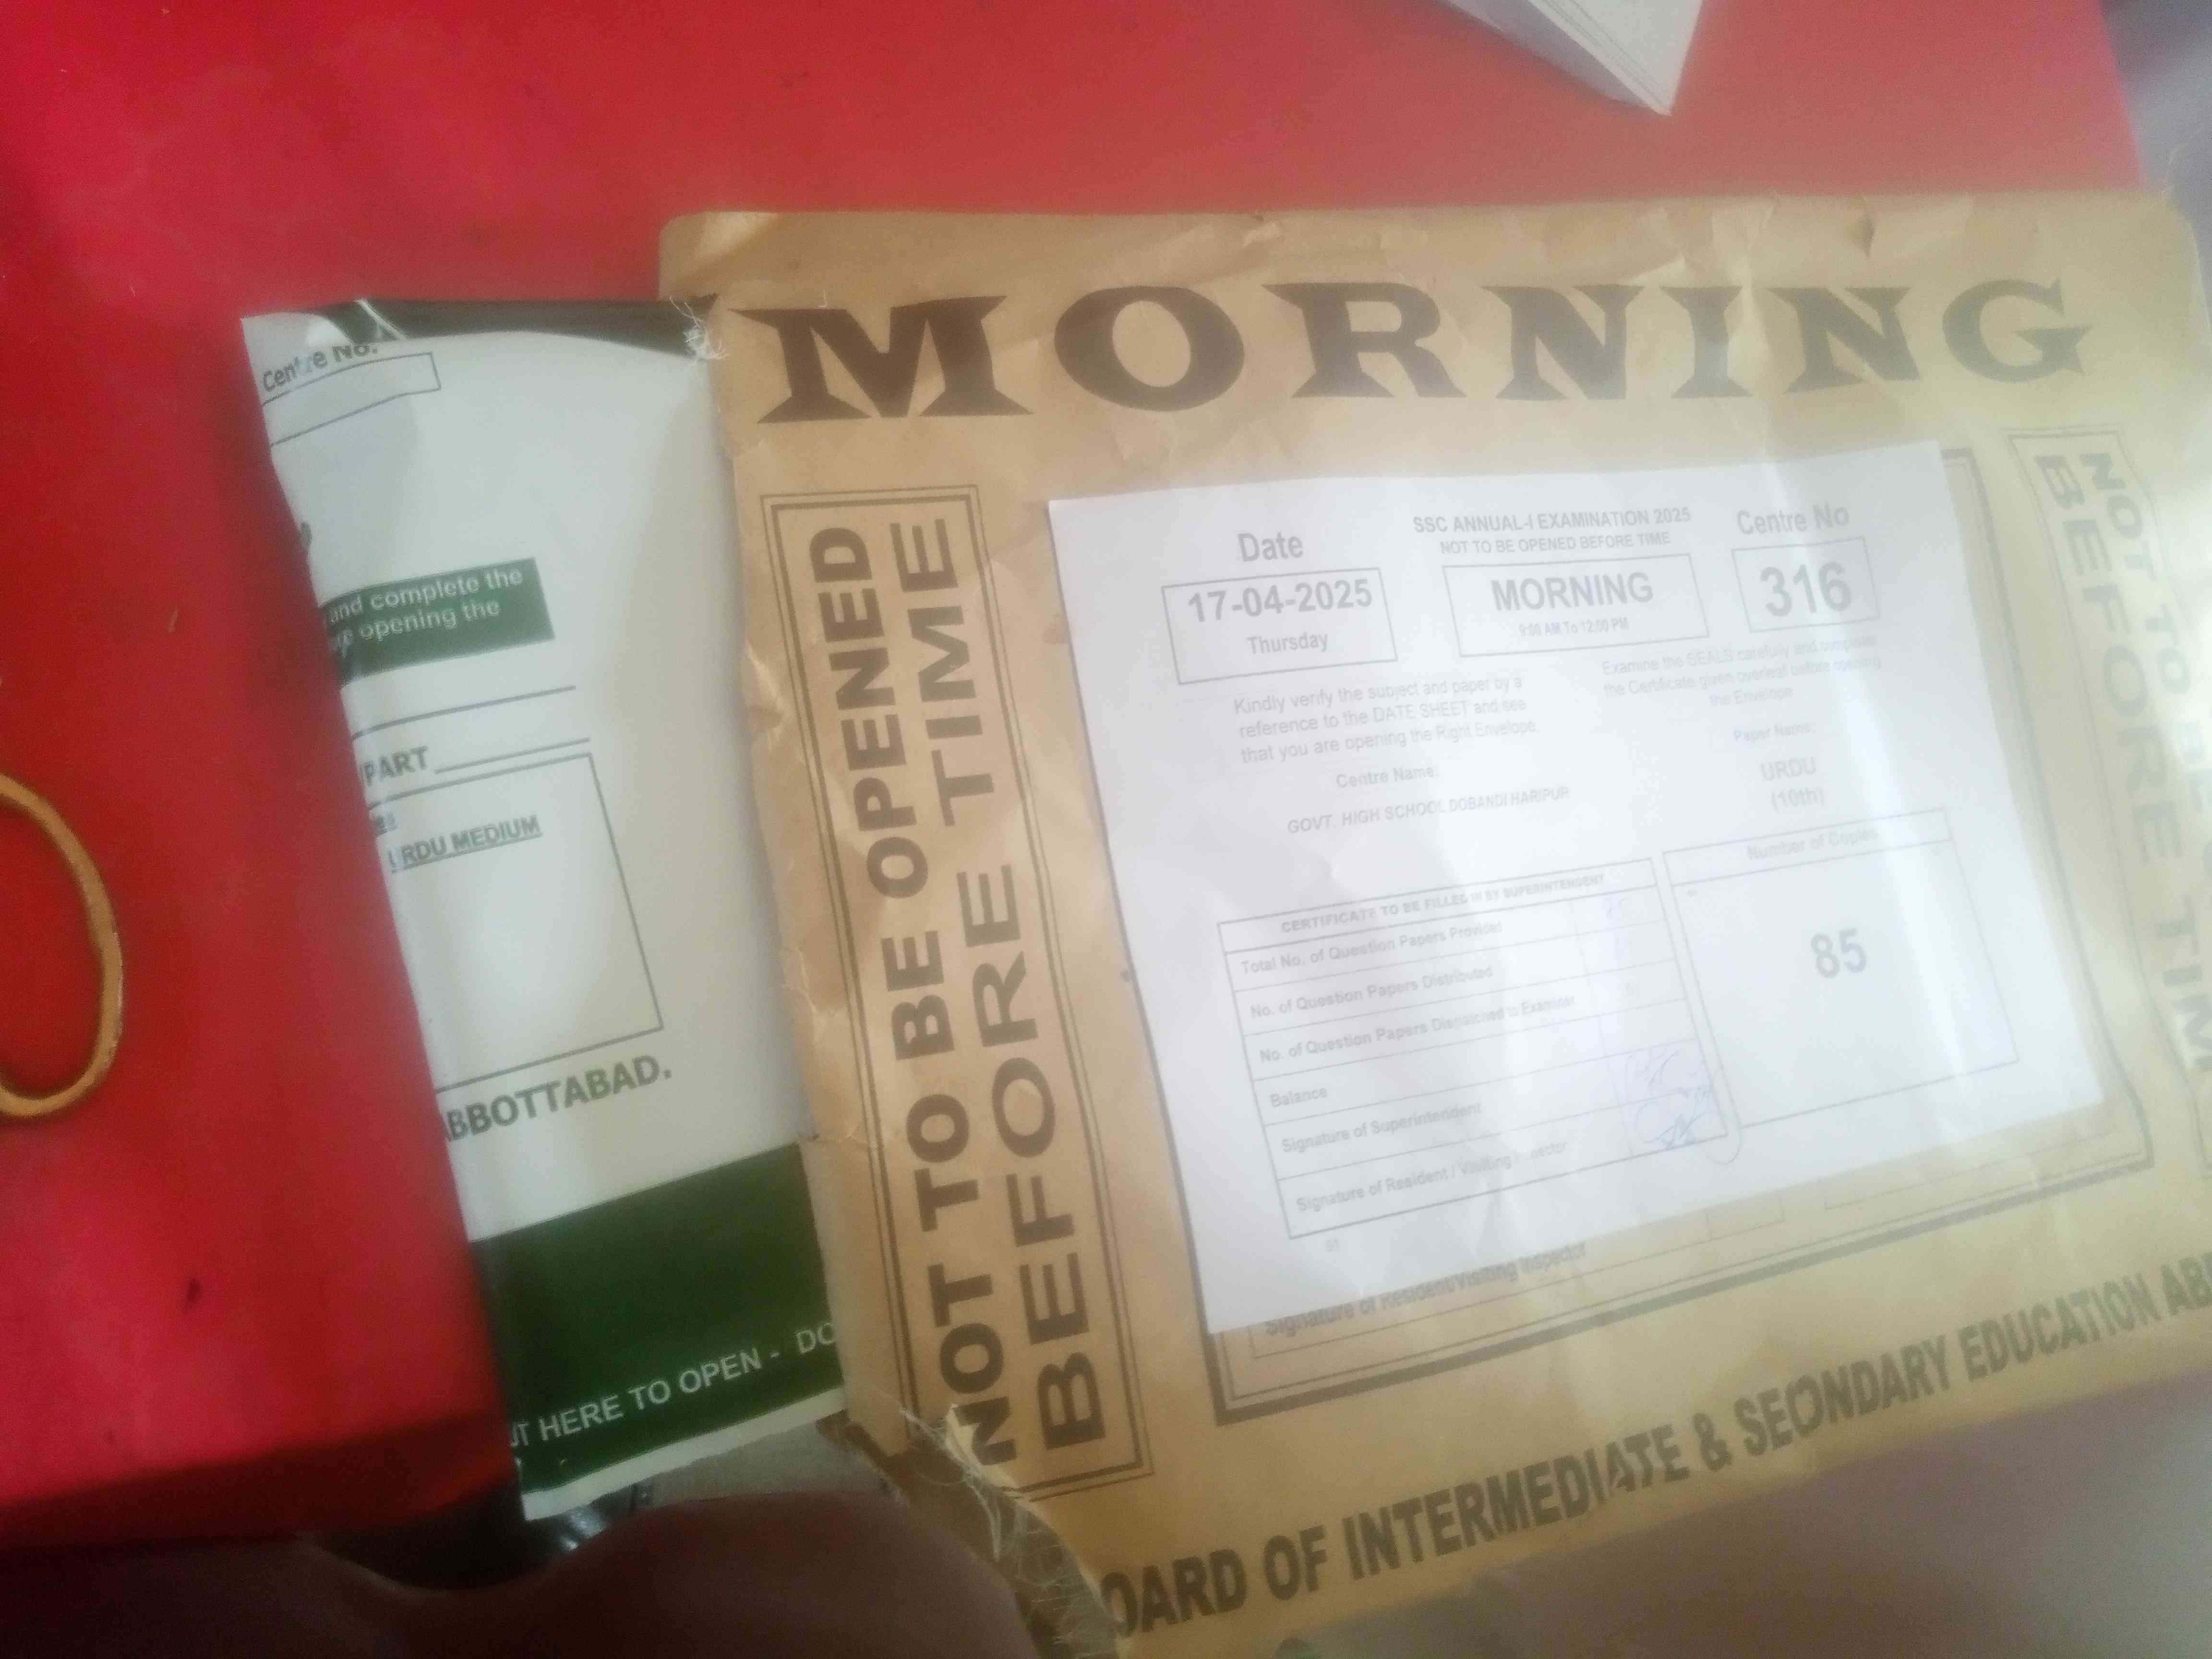 Centre No.
and complete the
opening the
PART
URDU MEDIUM
ABBOTTABAD.
HERE TO OPEN - DO
MORNING
NOT TO BE OPENED
BEFORE TIME
Date
17-04-2025
Thursday
SSC ANNUAL-I EXAMINATION 2025
NOT TO BE OPENED BEFORE TIME
MORNING
9:00 AM To 12:00 PM
Centre No
316
Kindly verify the subject and paper by a
reference to the DATE SHEET and see
that you are opening the Right Envelope
Examine the SEALS carefully and complete
the Certificate given overleaf before opening
the Envelope
Centre Name:
GOVT. HIGH SCHOOL DOBANDI HARIPUR
Paper Name:
URDU
(10th)
CERTIFICATE TO BE FILLED IN BY SUPERINTENDENT
Total No. of Question Papers Provided
No. of Question Papers Distributed
No. of Question Papers Dispatched to Examiner
Balance
Signature of Superintendent
Signature of Resident / Visiting
Number of Copies
85
91
Signature of Resident/Visiting Inspector
NOT TO BE
BEFORE TIM
BOARD OF INTERMEDIATE & SECONDARY EDUCATION AB